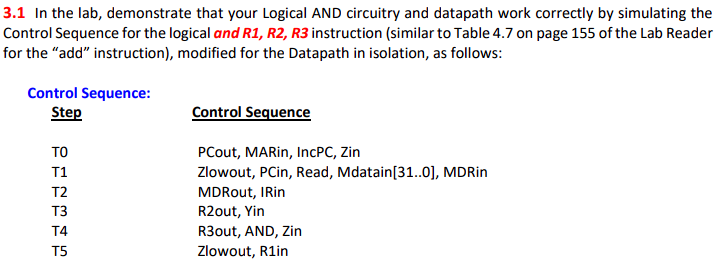 3.1 In the lab, demonstrate that your Logical AND circuitry and datapath work correctly by simulating the
Control Sequence for the logical and R1, R2, R3 instruction (similar to Table 4.7 on page 155 of the Lab Reader
for the “add” instruction), modified for the Datapath in isolation, as follows:
Control Sequence:
Step Control Sequence
T0 PCout, MARin, IncPC, Zin
T1 Zlowout, PCin, Read, Mdatain[31..0], MDRin
T2 MDRout, IRin
T3 R2out, Yin
T4 R3out, AND, Zin
T5 Zlowout, R1in